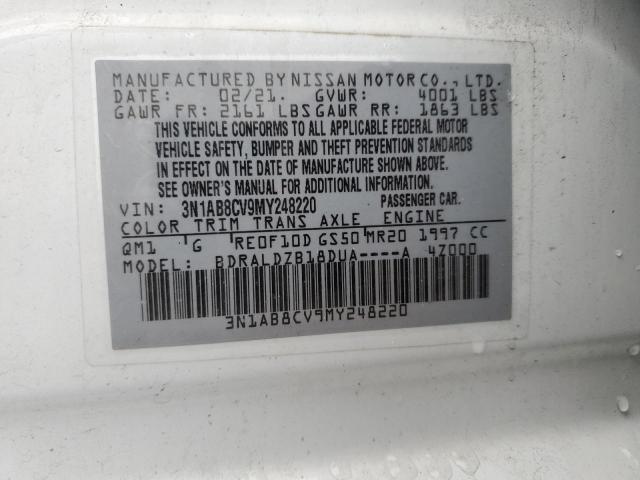 MANUFACTURED BY NISSAN MOTOR CO., LTD.
DATE: 02/21. GVWR: 4001 LBS
GAWR FR: 2161 LBS GAWR RR: 1863 LBS
THIS VEHICLE CONFORMS TO ALL APPLICABLE FEDERAL MOTOR
VEHICLE SAFETY, BUMPER AND THEFT PREVENTION STANDARDS
IN EFFECT ON THE DATE OF MANUFACTURE SHOWN ABOVE.
SEE OWNER'S MANUAL FOR ADDITIONAL
VIN: 3N1AB8CV9MY248220 PASSENGER CAR.
COLOR TRIM TRANS AXLE ENGINE
QM1 G RE0F10D GS50 MR20 1997 CC
MODEL: BDRALDZB18DUA-----A 4Z000
3N1AB8CV9MY248220